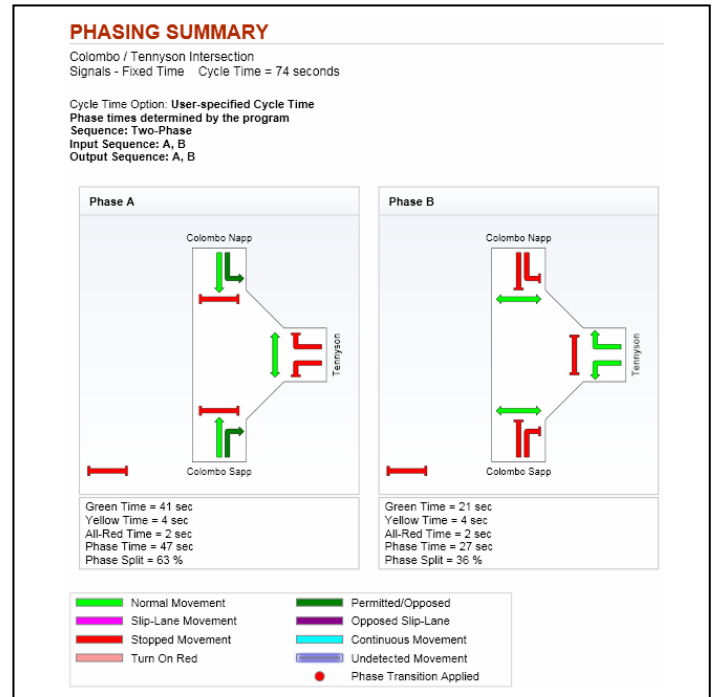 PHASING SUMMARY
Colombo / Tennyson Intersection
Signals - Fixed Time    Cycle Time = 74 seconds
Cycle Time Option: User-specified Cycle Time
Phase times determined by the program
Sequence: Two-Phase
Input Sequence: A, B
Output Sequence: A, B
Phase A
Colombo Napp
Tennyson
Colombo Sapp
Green Time = 41 sec
Yellow Time = 4 sec
All-Red Time = 2 sec
Phase Time = 47 sec
Phase Split = 63 %
Phase B
Colombo Napp
Tennyson
Colombo Sapp
Green Time = 21 sec
Yellow Time = 4 sec
All-Red Time = 2 sec
Phase Time = 27 sec
Phase Split = 36 %
Normal Movement
Slip-Lane Movement
Stopped Movement
Turn On Red
Permitted/Opposed
Opposed Slip-Lane
Continuous Movement
Undetected Movement
Phase Transition Applied